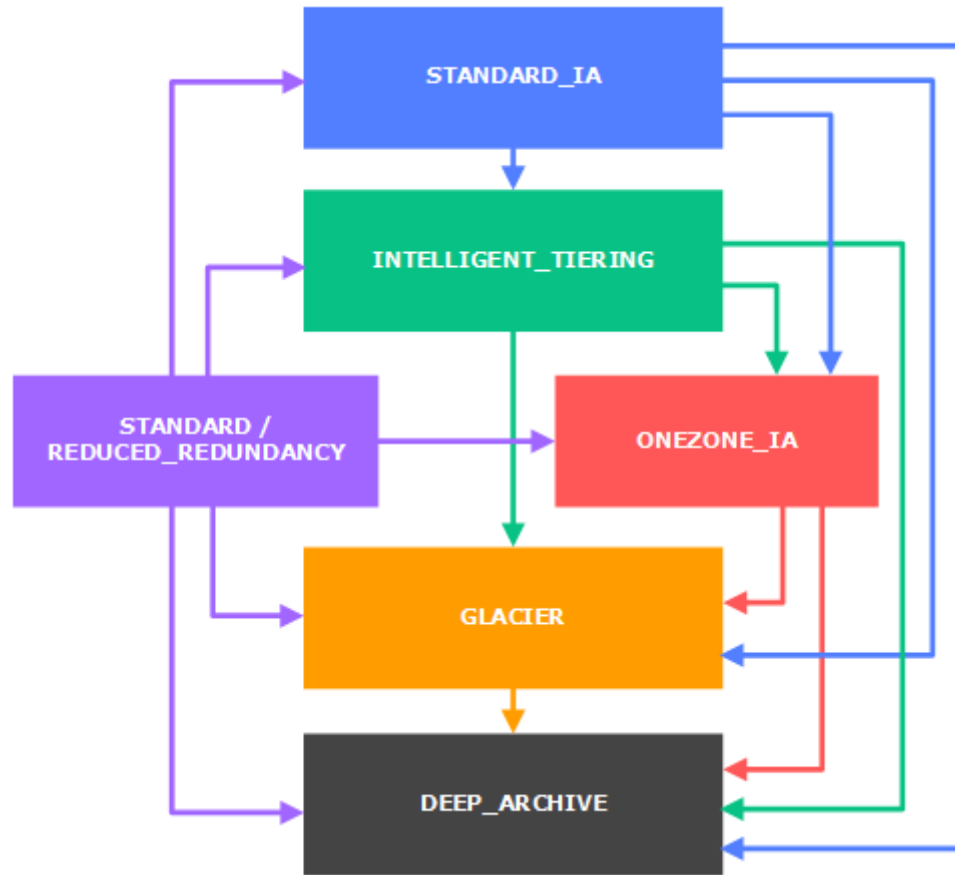 STANDARD_IA
INTELLIGENT_TIERING
STANDARD /
REDUCED_REDUNDANCY
ONEZONE_IA
GLACIER
DEEP_ARCHIVE